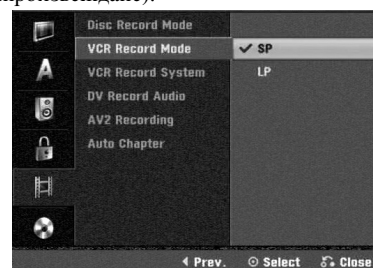 произвеждане).
Disc Record Mode
VCR Record Mode
✓ SP
VCR Record System
LP
DV Record Audio
AV2 Recording
Auto Chapter
Prev. Select Close